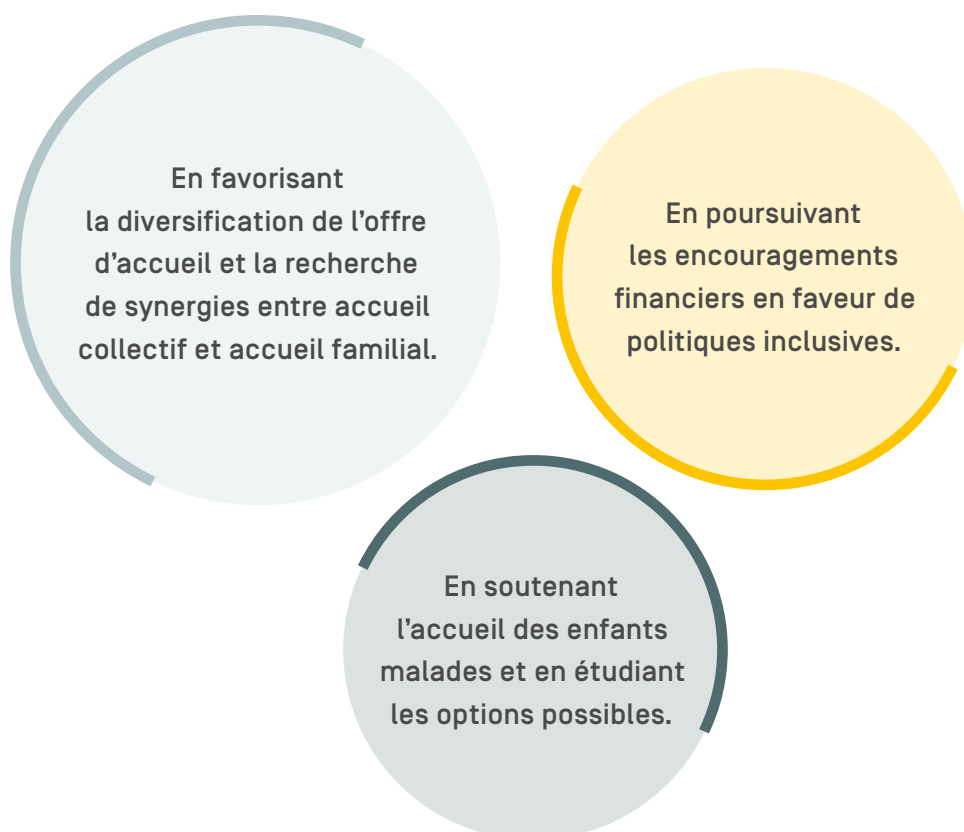 En favorisant
la diversification de l’offre
d’accueil et la recherche
de synergies entre accueil
collectif et accueil familial.
En poursuivant
les encouragements
financiers en faveur de
politiques inclusives.
En soutenant
l’accueil des enfants
malades et en étudiant
les options possibles.